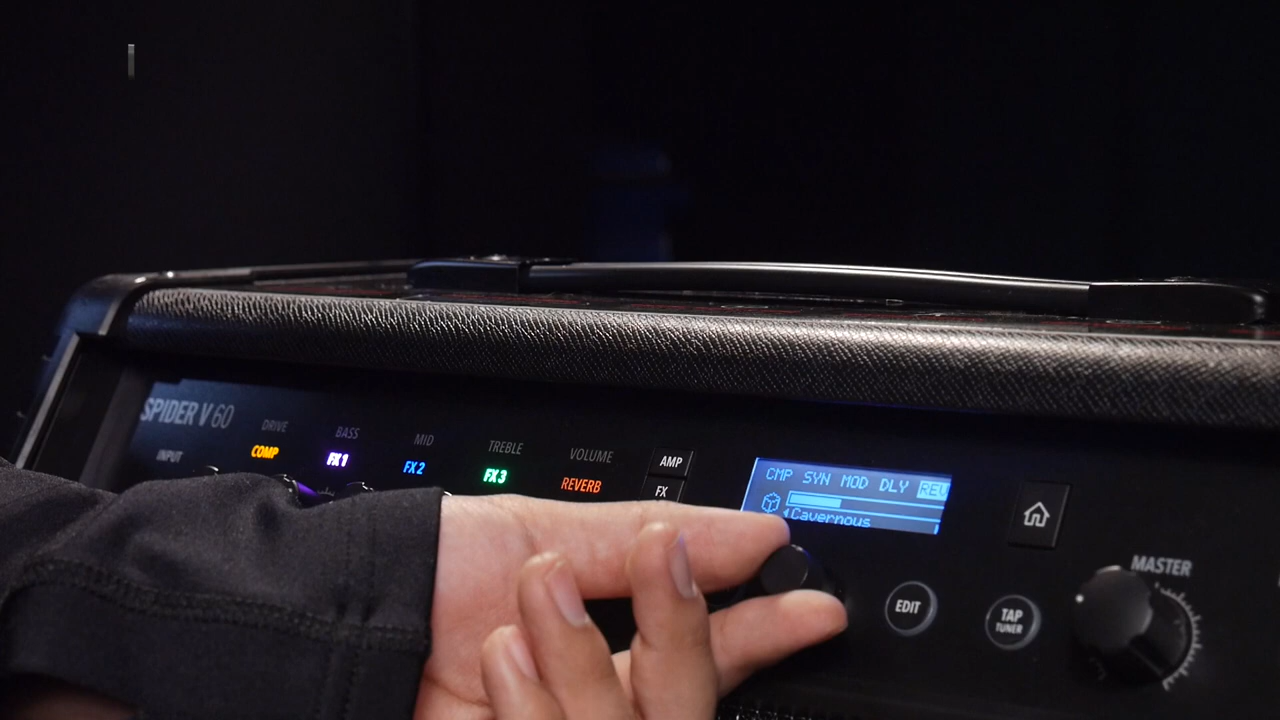 SPIDER V 60
INPUT
DRIVE
COMP
BASS
FX1
MID
FX2
TREBLE
FX3
VOLUME
REVERB
AMP
FX
CMP SYN MOD DLY REV
Cavernous
EDIT
TAP
TUNER
MASTER